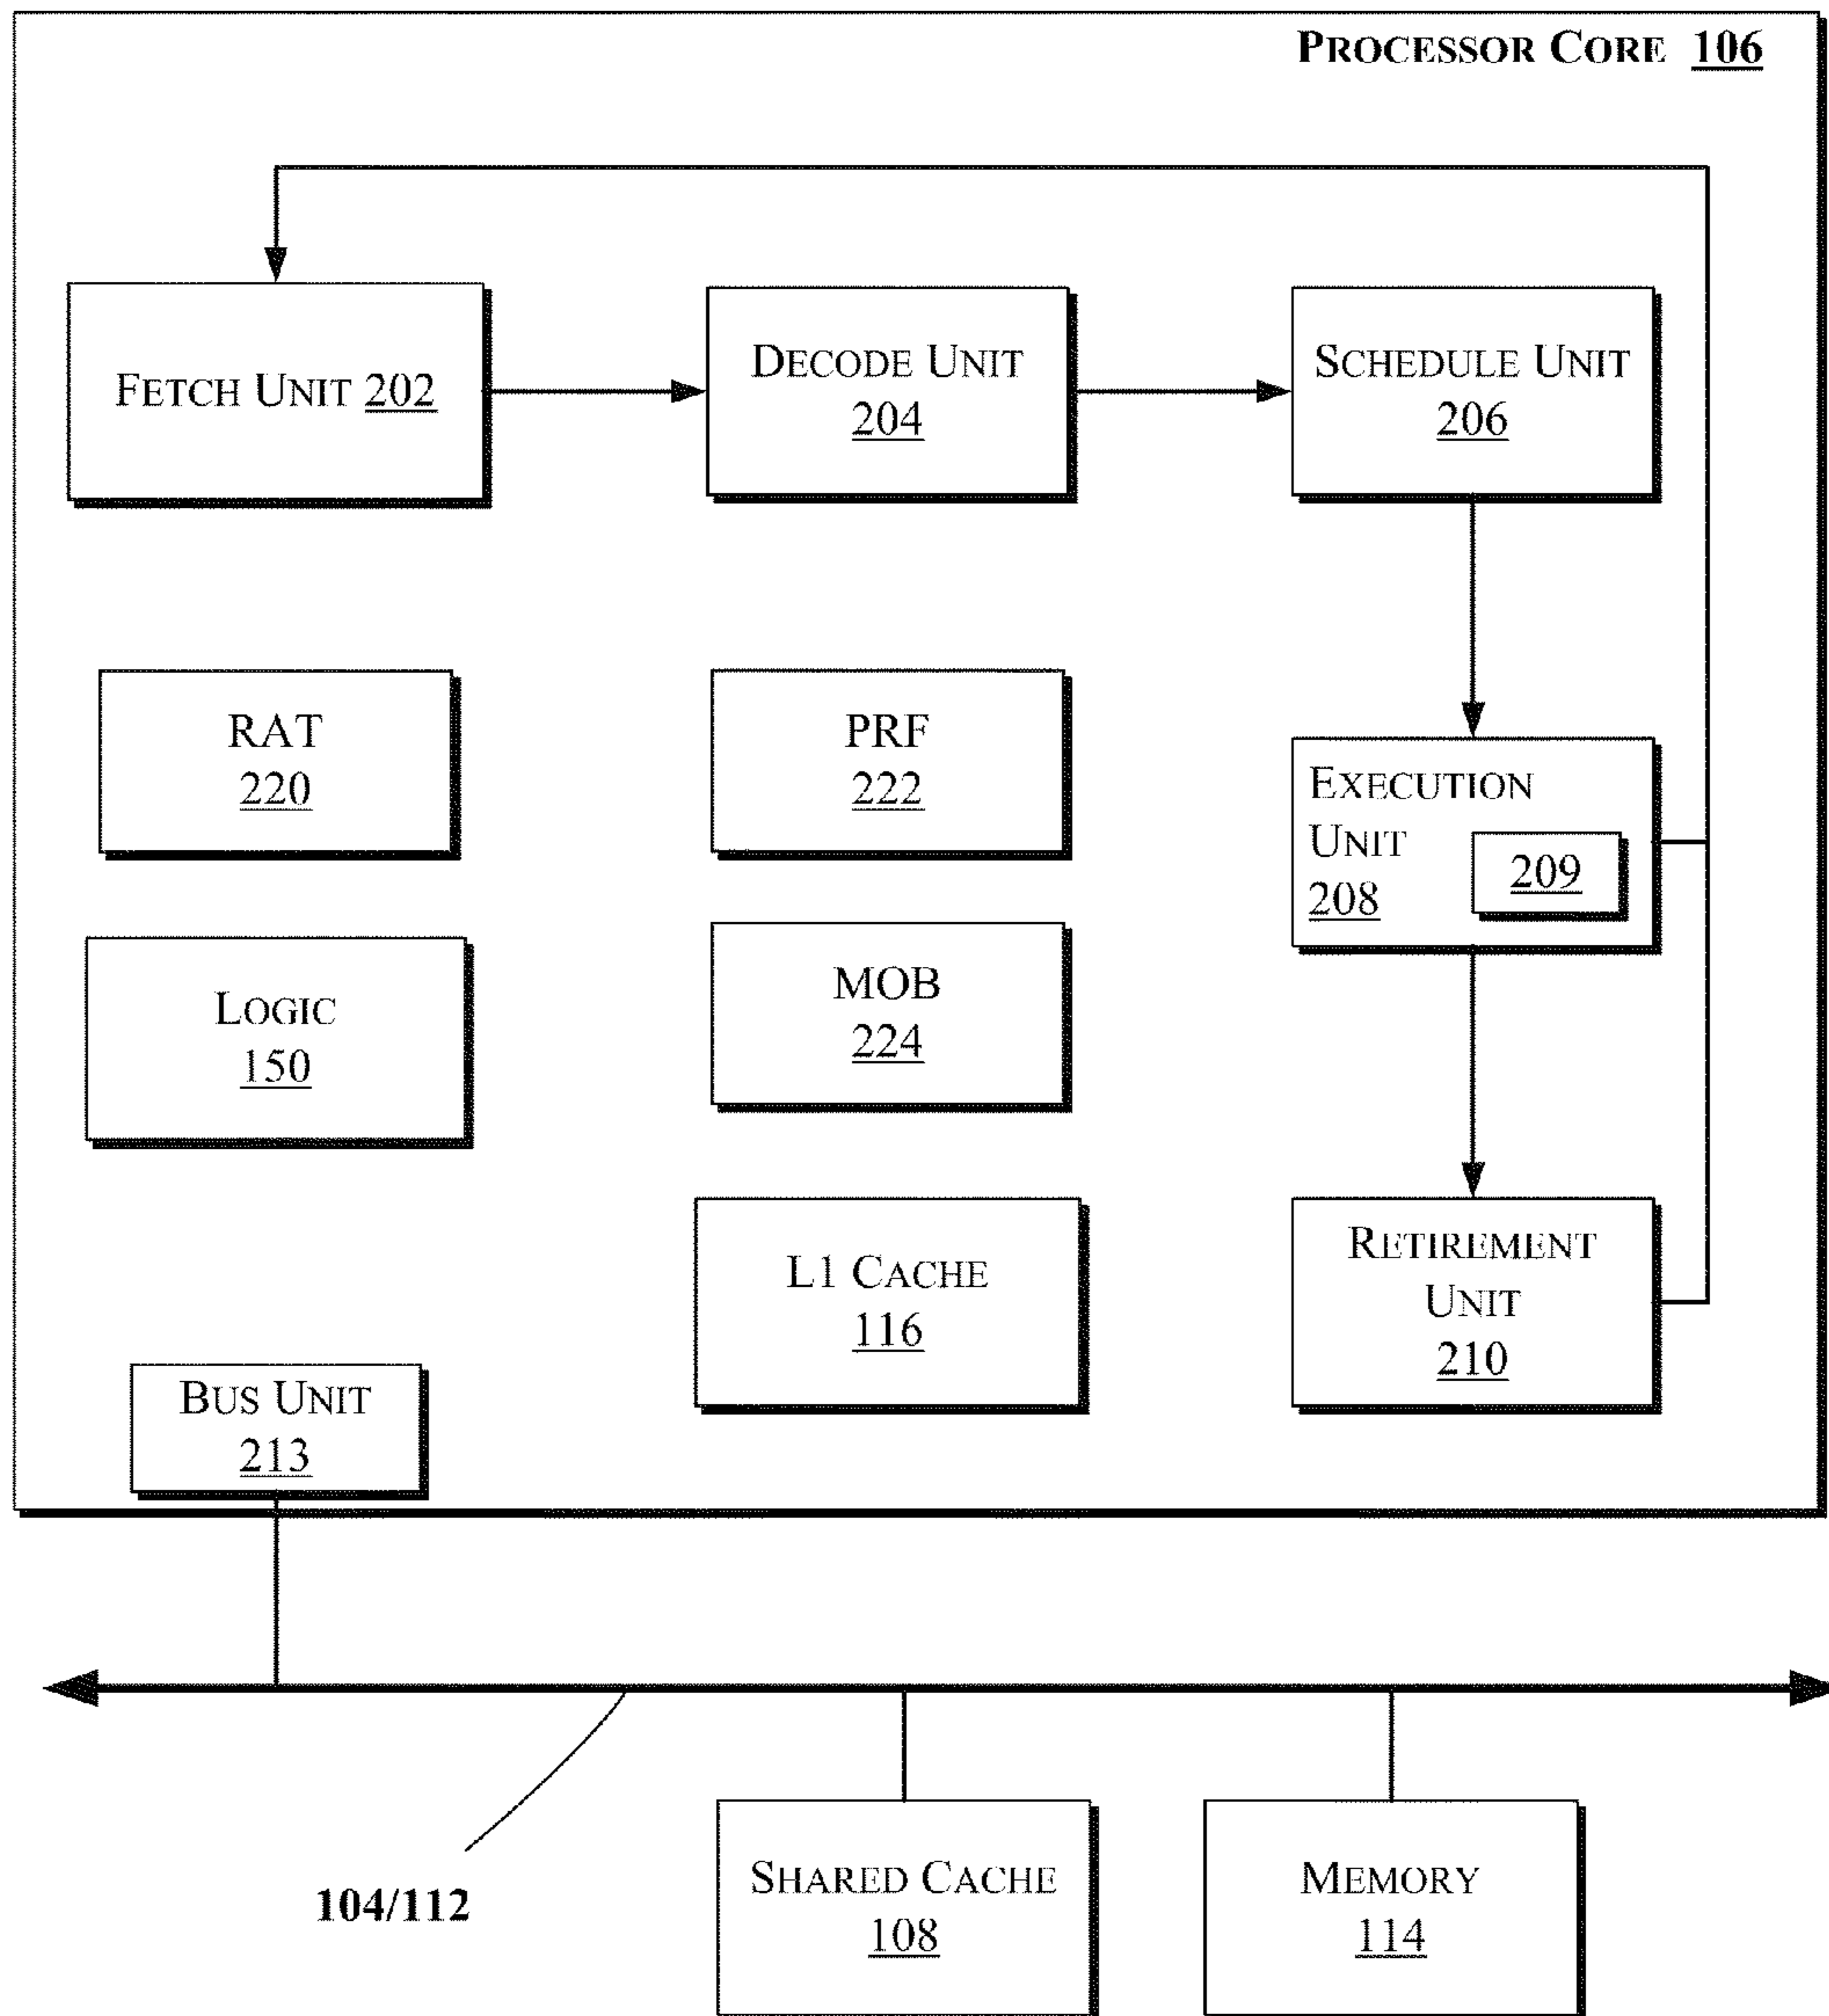 PROCESSOR CORE 106
FETCH UNIT 202
DECODE UNIT
204
SCHEDULE UNIT
206
RAT
220
PRF
222
EXECUTION
UNIT
208
209
LOGIC
150
MOB
224
L1 CACHE
116
RETIREMENT
UNIT
210
BUS UNIT
213
104/112
SHARED CACHE
108
MEMORY
114